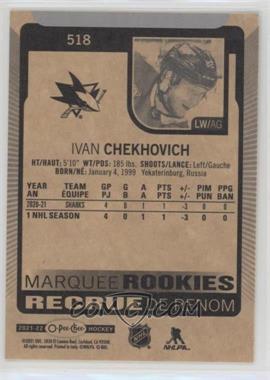 518
LW/AG
IVAN CHEKHOVICH
HT/HAUT: 5'10" WT/PDS: 185 lbs. SHOOTS/LANCE: Left/Gauche
BORN/NÉ: January 4, 1999 Yekaterinburg, Russia
YEAR TEAM GP G A PTS +/- PIM PPG
AN ÉQUIPE PJ B A PTS +/- PUN BAN
2020-21 SHARKS 4 0 1 1 -3 0 0
1 NHL SEASON 4 0 1 1 -3 0 0
MARQUEE ROOKIES
RECRUE DE RENOM
2021-22 O-Pee-Chee HOCKEY
NHL NHLPA